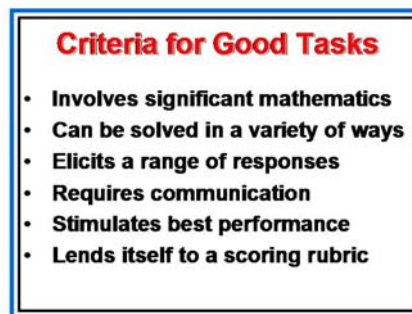 Criteria for Good Tasks
• Involves significant mathematics
• Can be solved in a variety of ways
• Elicits a range of responses
• Requires communication
• Stimulates best performance
• Lends itself to a scoring rubric